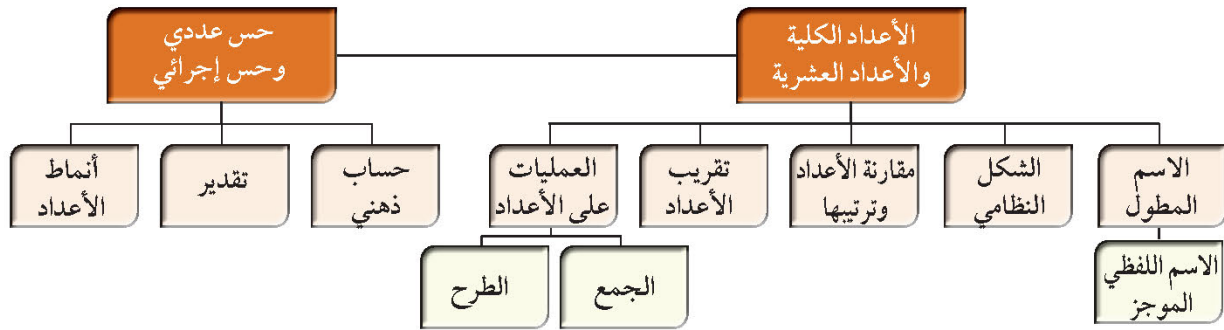 الأعداد الكلية
والأعداد العشرية
حس عددي
وحس إجرائي
الاسم
المطول
الشكل
النظامي
مقارنة الأعداد
وترتيبها
تقريب
الأعداد
العمليات
على الأعداد
حساب
ذهني
تقدير
أنماط
الأعداد
الاسم اللفظي
الموجز
الجمع
الطرح